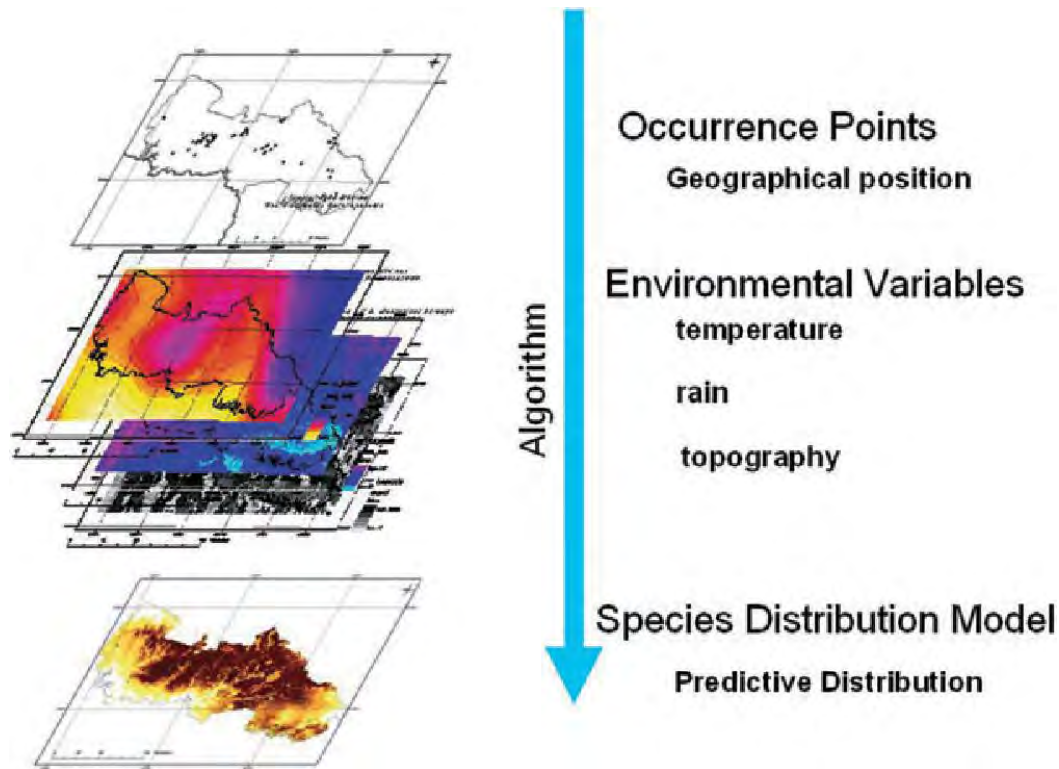 Occurrence Points
Geographical position
Environmental Variables
temperature
rain
topography
Algorithm
Species Distribution Model
Predictive Distribution